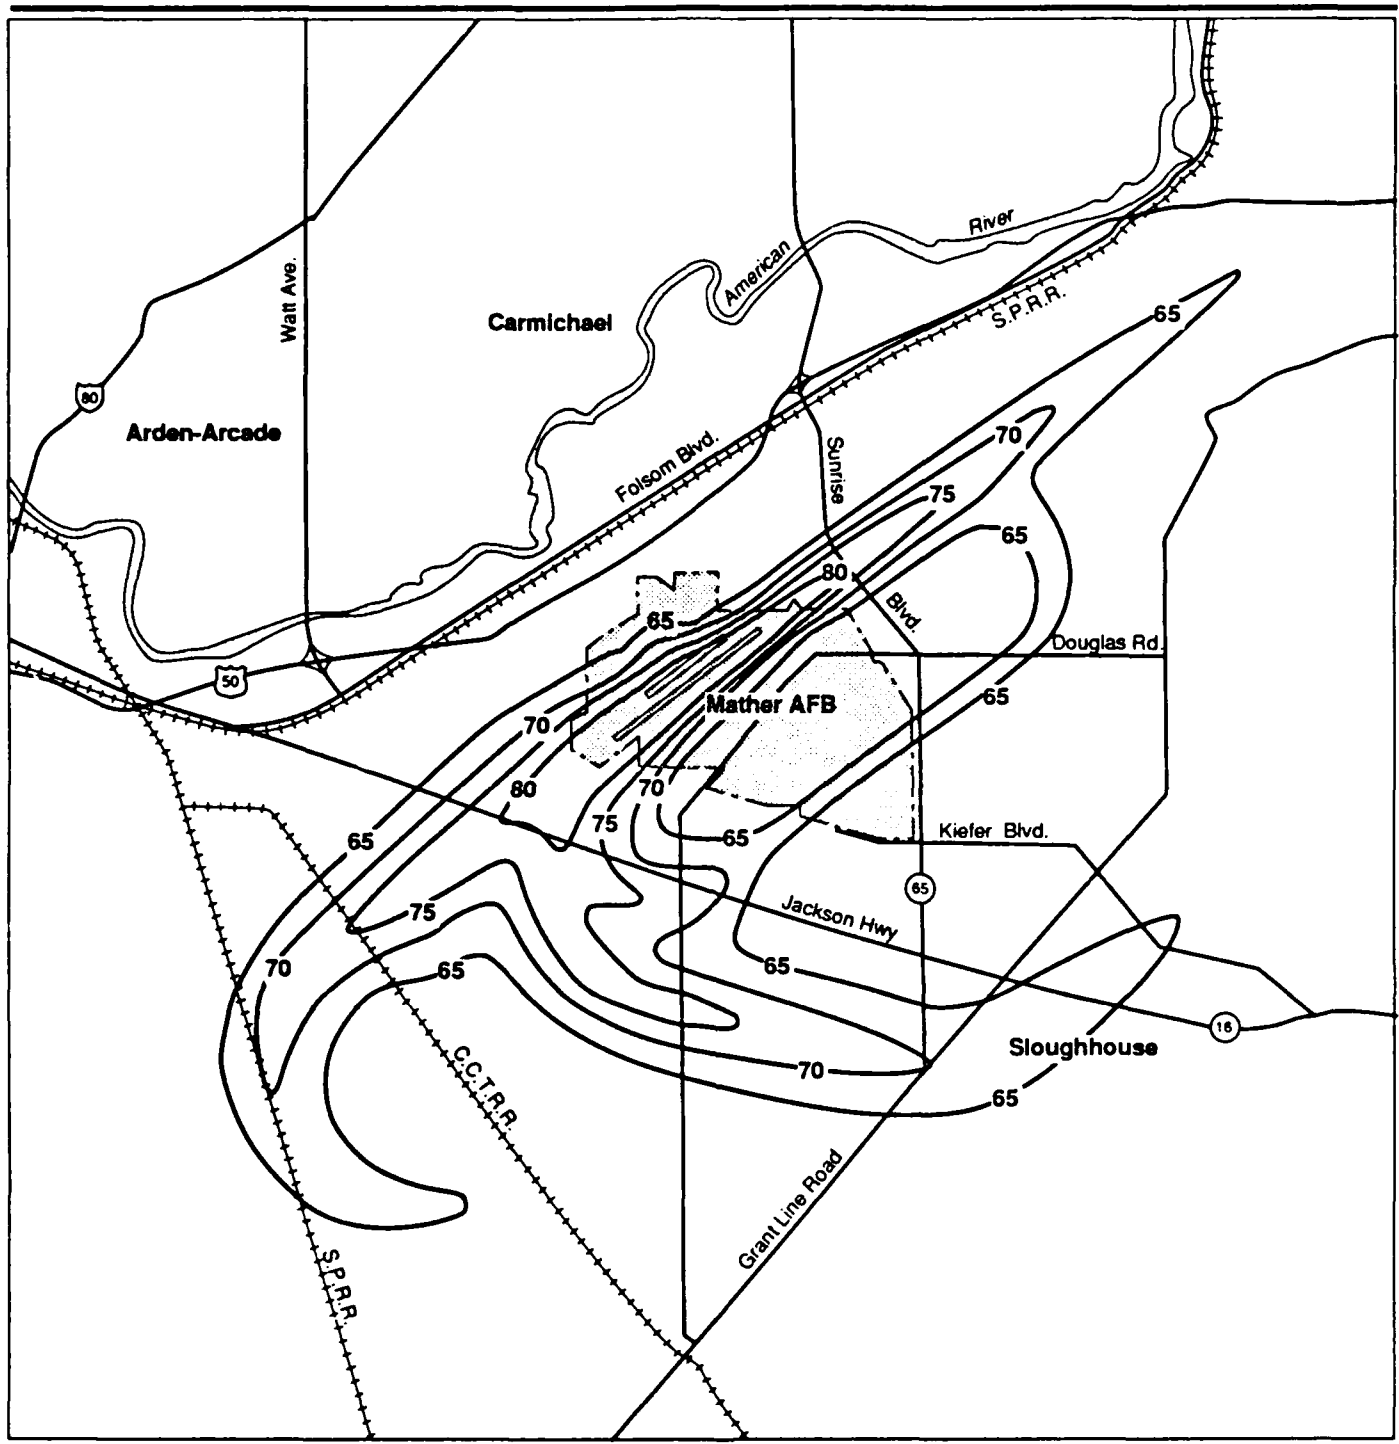 River
American
Watt Ave.
S.P.R.R.
65
Carmichael
80
Arden-Arcade
70
Folsom Blvd.
Sunrise
75
65
80
Blvd.
65
Douglas Rd.
50
65
Mather AFB
70
80
70
75
65
Kiefer Blvd.
65
65
75
Jackson Hwy
70
65
65
16
Sloughhouse
C.C.T.R.R.
70
65
Grant Line Road
S.P.R.R.